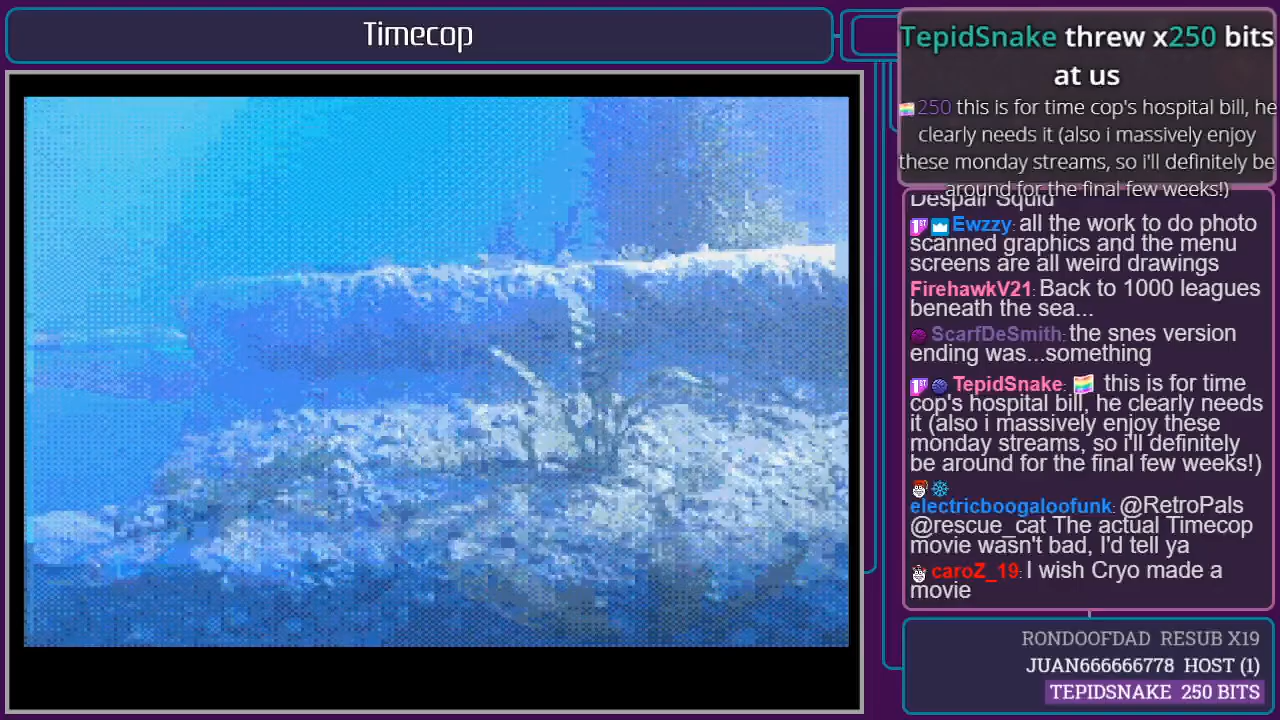 Timecop
TepidSnake threw x250 bits
at us
250 this is for time cop's hospital bill, he
clearly needs it (also i massively enjoy
these monday streams, so i'll definitely be
around for the final few weeks!)
Despair Squid
Ewzzy: all the work to do photo
scanned graphics and the menu
screens are all weird drawings
FirehawkV21: Back to 1000 leagues
beneath the sea...
ScarfDeSmith: the snes version
ending was...something
TepidSnake: this is for time
cop's hospital bill, he clearly needs
it (also i massively enjoy these
monday streams, so i'll definitely
be around for the final few weeks!)
electricboogaloofunk: @RetroPals
@rescue_cat The actual Timecop
movie wasn't bad, I'd tell ya
caroZ_19: I wish Cryo made a
movie
RONDOOFDAD RESUB X19
JUAN666666778 HOST (1)
TEPIDSNAKE 250 BITS